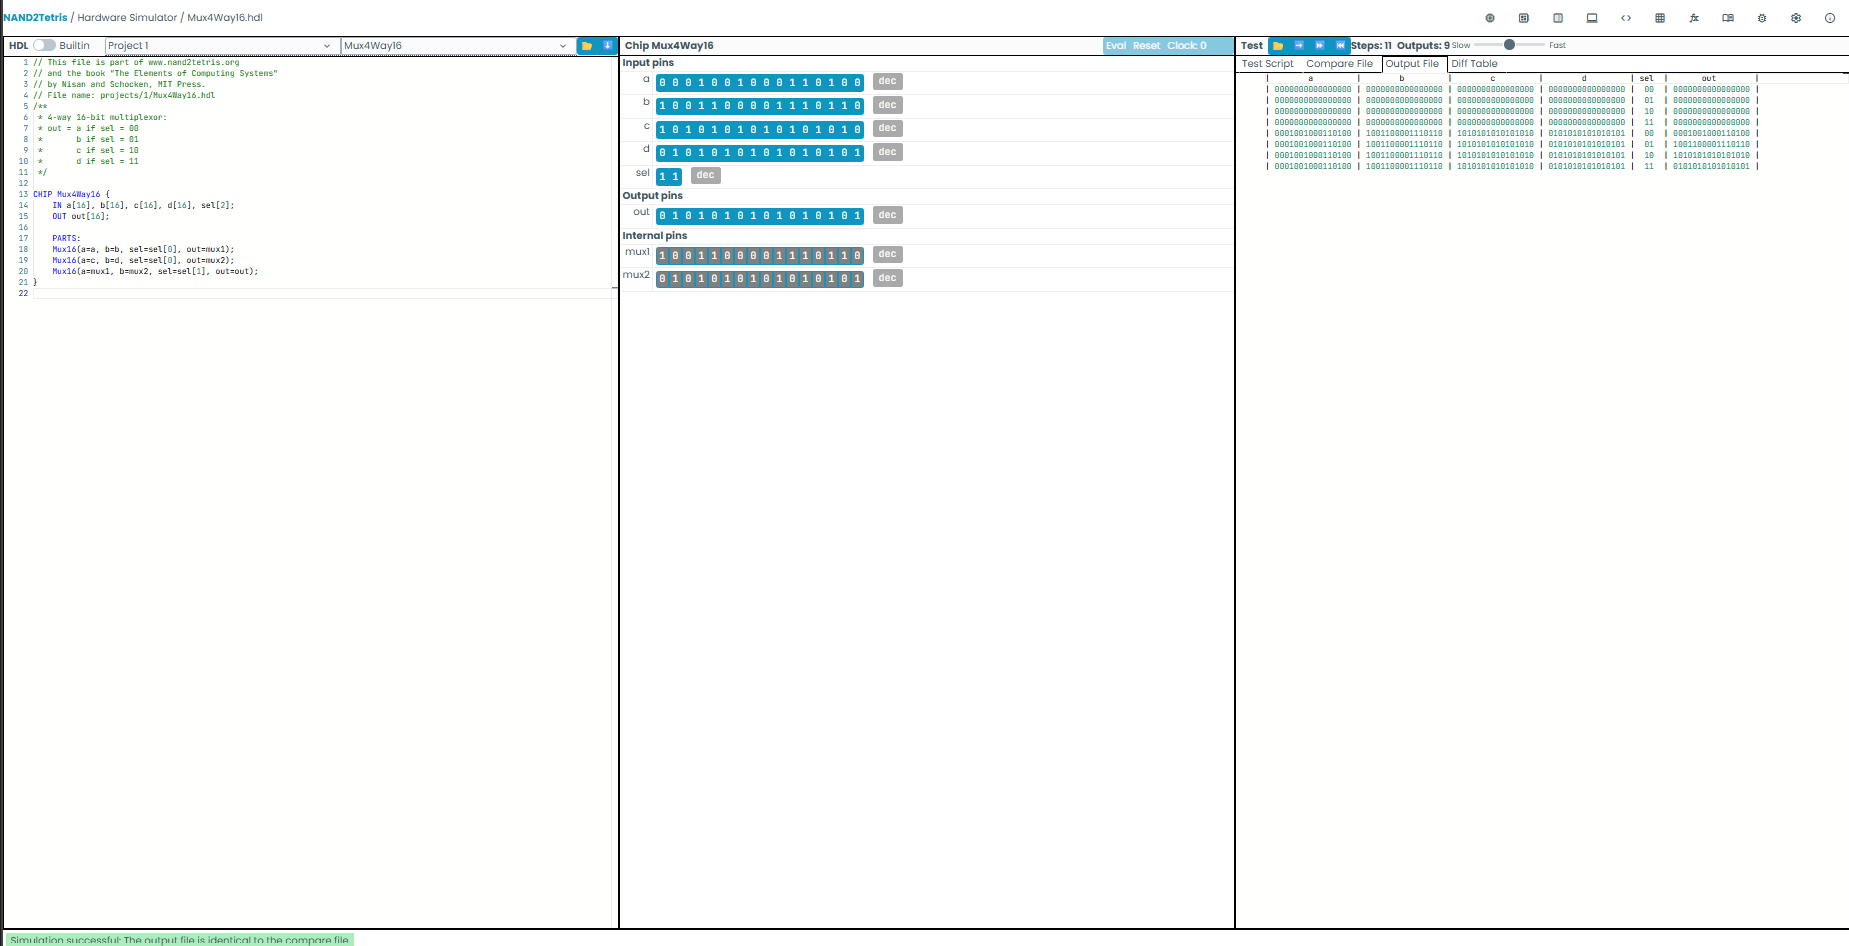 NAND2Tetris / Hardware Simulator / Mux4Way16.hdl
HDL Builtin Project 1 Mux4Way16
1 // This file is part of www.nand2tetris.org
2 // and the book "The Elements of Computing Systems"
3 // by Nisan and Schocken, MIT Press.
4 // File name: projects/1/Mux4Way16.hdl
5 /**
6 * 4-way 16-bit multiplexor:
7 * out = a if sel = 00
8 * b if sel = 01
9 * c if sel = 10
10 * d if sel = 11
11 */
12
13 CHIP Mux4Way16 {
14 IN a[16], b[16], c[16], d[16], sel[2];
15 OUT out[16];
16
17 PARTS:
18 Mux16(a=a, b=b, sel=sel[0], out=mux1);
19 Mux16(a=c, b=d, sel=sel[0], out=mux2);
20 Mux16(a=mux1, b=mux2, sel=sel[1], out=out);
21 }
22
Chip Mux4Way16 Eval Reset Clock: 0
Input pins
a 0 0 0 1 0 0 1 0 0 0 1 1 0 1 0 0 dec
b 1 0 0 1 1 0 0 0 0 1 1 1 0 1 1 0 dec
c 1 0 1 0 1 0 1 0 1 0 1 0 1 0 1 0 dec
d 0 1 0 1 0 1 0 1 0 1 0 1 0 1 0 1 dec
sel 1 1 dec
Output pins
out 0 1 0 1 0 1 0 1 0 1 0 1 0 1 0 1 dec
Internal pins
mux1 1 0 0 1 1 0 0 0 0 1 1 1 0 1 1 0 dec
mux2 0 1 0 1 0 1 0 1 0 1 0 1 0 1 0 1 dec
Test Steps: 11 Outputs: 9 Slow Fast
Test Script Compare File Output File Diff Table
| a | b | c | d | sel | out |
| 0000000000000000 | 0000000000000000 | 0000000000000000 | 0000000000000000 | 00 | 0000000000000000 |
| 0000000000000000 | 0000000000000000 | 0000000000000000 | 0000000000000000 | 01 | 0000000000000000 |
| 0000000000000000 | 0000000000000000 | 0000000000000000 | 0000000000000000 | 10 | 0000000000000000 |
| 0000000000000000 | 0000000000000000 | 0000000000000000 | 0000000000000000 | 11 | 0000000000000000 |
| 0001001000110100 | 1001100001110110 | 1010101010101010 | 0101010101010101 | 00 | 0001001000110100 |
| 0001001000110100 | 1001100001110110 | 1010101010101010 | 0101010101010101 | 01 | 1001100001110110 |
| 0001001000110100 | 1001100001110110 | 1010101010101010 | 0101010101010101 | 10 | 1010101010101010 |
| 0001001000110100 | 1001100001110110 | 1010101010101010 | 0101010101010101 | 11 | 0101010101010101 |
Simulation successful: The output file is identical to the compare file